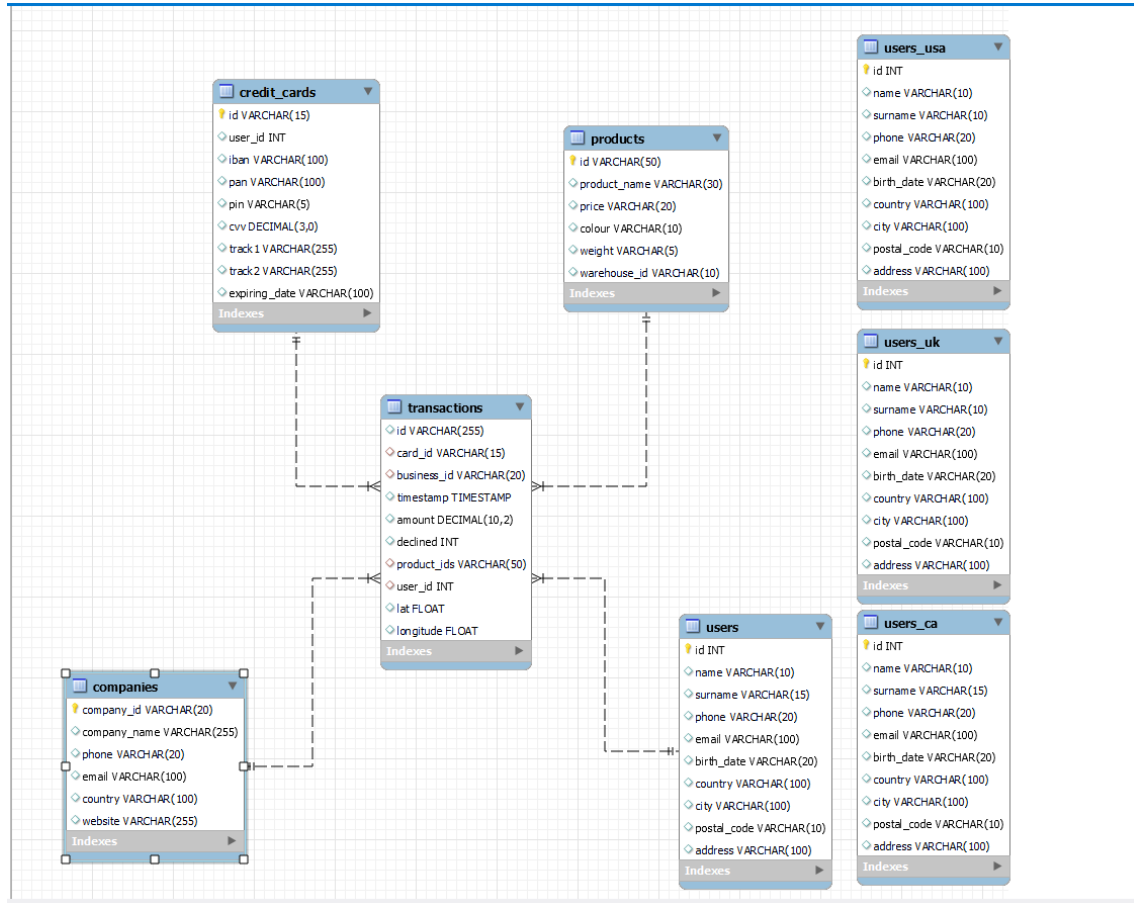 credit_cards
id VARCHAR(15)
user_id INT
iban VARCHAR(100)
pan VARCHAR(100)
pin VARCHAR(5)
cvv DECIMAL(3,0)
track1 VARCHAR(255)
track2 VARCHAR(255)
expiring_date VARCHAR(100)
Indexes
products
id VARCHAR(50)
product_name VARCHAR(30)
price VARCHAR(20)
colour VARCHAR(10)
weight VARCHAR(5)
warehouse_id VARCHAR(10)
Indexes
users_usa
id INT
name VARCHAR(10)
surname VARCHAR(10)
phone VARCHAR(20)
email VARCHAR(100)
birth_date VARCHAR(20)
country VARCHAR(100)
city VARCHAR(100)
postal_code VARCHAR(10)
address VARCHAR(100)
Indexes
users_uk
id INT
name VARCHAR(10)
surname VARCHAR(10)
phone VARCHAR(20)
email VARCHAR(100)
birth_date VARCHAR(20)
country VARCHAR(100)
city VARCHAR(100)
postal_code VARCHAR(10)
address VARCHAR(100)
Indexes
transactions
id VARCHAR(255)
card_id VARCHAR(15)
business_id VARCHAR(20)
timestamp TIMESTAMP
amount DECIMAL(10,2)
declined INT
product_ids VARCHAR(50)
user_id INT
lat FLOAT
longitude FLOAT
Indexes
companies
company_id VARCHAR(20)
company_name VARCHAR(255)
phone VARCHAR(20)
email VARCHAR(100)
country VARCHAR(100)
website VARCHAR(255)
Indexes
users
id INT
name VARCHAR(10)
surname VARCHAR(15)
phone VARCHAR(20)
email VARCHAR(100)
birth_date VARCHAR(20)
country VARCHAR(100)
city VARCHAR(100)
postal_code VARCHAR(10)
address VARCHAR(100)
Indexes
users_ca
id INT
name VARCHAR(10)
surname VARCHAR(15)
phone VARCHAR(20)
email VARCHAR(100)
birth_date VARCHAR(20)
country VARCHAR(100)
city VARCHAR(100)
postal_code VARCHAR(10)
address VARCHAR(100)
Indexes